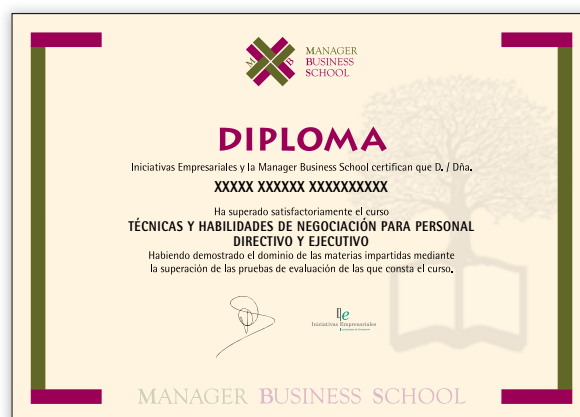 M B
B S
MANAGER
BUSINESS
SCHOOL
DIPLOMA
Iniciativas Empresariales y la Manager Business School certifican que D. / Dña.
XXXXX XXXXXX XXXXXXXXXX
Ha superado satisfactoriamente el curso
TÉCNICAS Y HABILIDADES DE NEGOCIACIÓN PARA PERSONAL
DIRECTIVO Y EJECUTIVO
Habiendo demostrado el dominio de las materias impartidas mediante
la superación de las pruebas de evaluación de las que consta el curso.
Iniciativas Empresariales
MANAGER BUSINESS SCHOOL